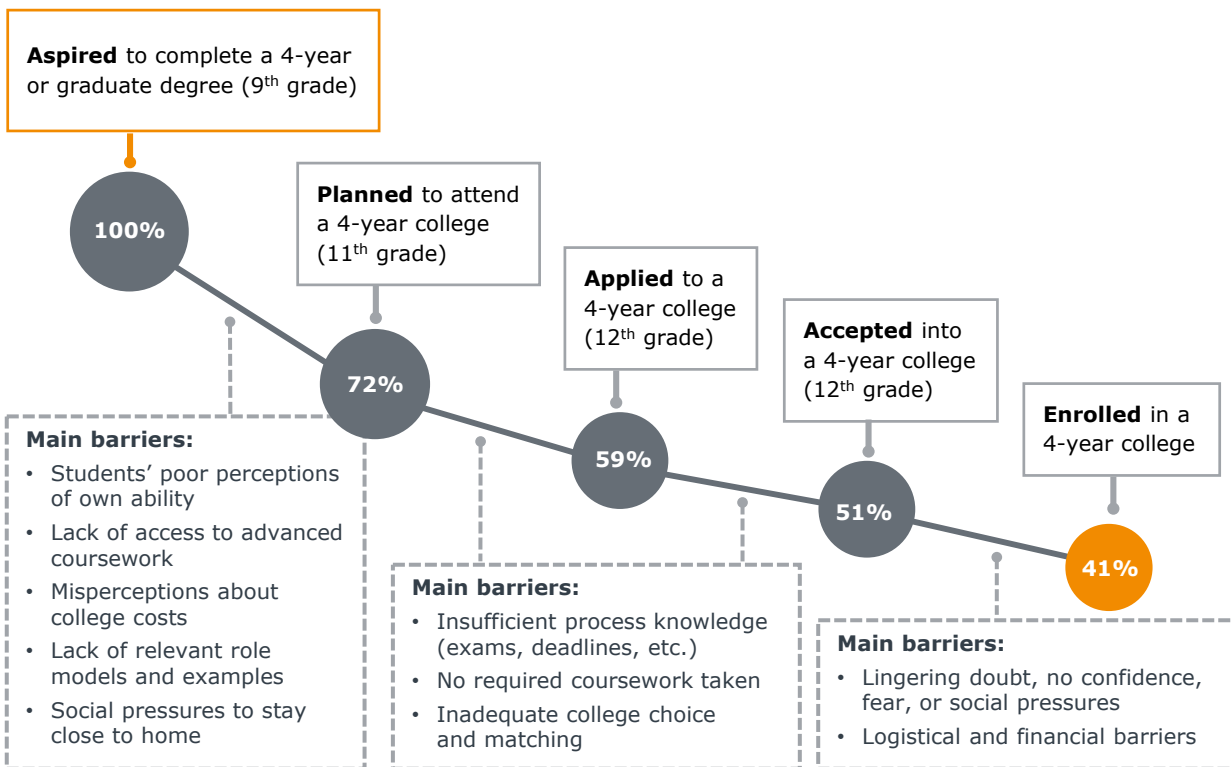 Aspired to complete a 4-year
or graduate degree (9th grade)
100%
Planned to attend
a 4-year college
(11th grade)
72%
Applied to a
4-year college
(12th grade)
59%
Accepted into
a 4-year college
(12th grade)
51%
Enrolled in a
4-year college
41%
Main barriers:
• Students’ poor perceptions
of own ability
• Lack of access to advanced
coursework
• Misperceptions about
college costs
• Lack of relevant role
models and examples
• Social pressures to stay
close to home
Main barriers:
• Insufficient process knowledge
(exams, deadlines, etc.)
• No required coursework taken
• Inadequate college choice
and matching
Main barriers:
• Lingering doubt, no confidence,
fear, or social pressures
• Logistical and financial barriers